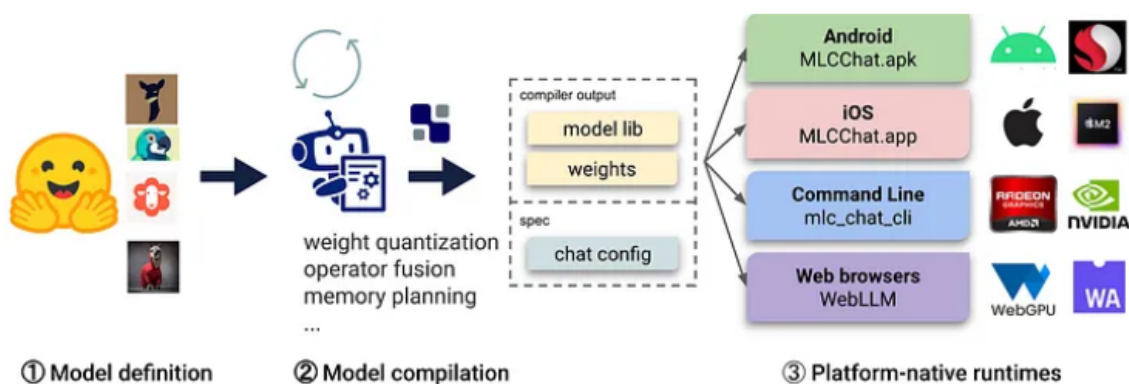 weight quantization
operator fusion
memory planning
...
compiler output
model lib
weights
spec
chat config
Android
MLCChat.apk
iOS
MLCChat.app
Command Line
mlc_chat_cli
Web browsers
WebLLM
M2
RADEON
GRAPHICS
AMD
NVIDIA
WebGPU
WA
① Model definition
② Model compilation
③ Platform-native runtimes